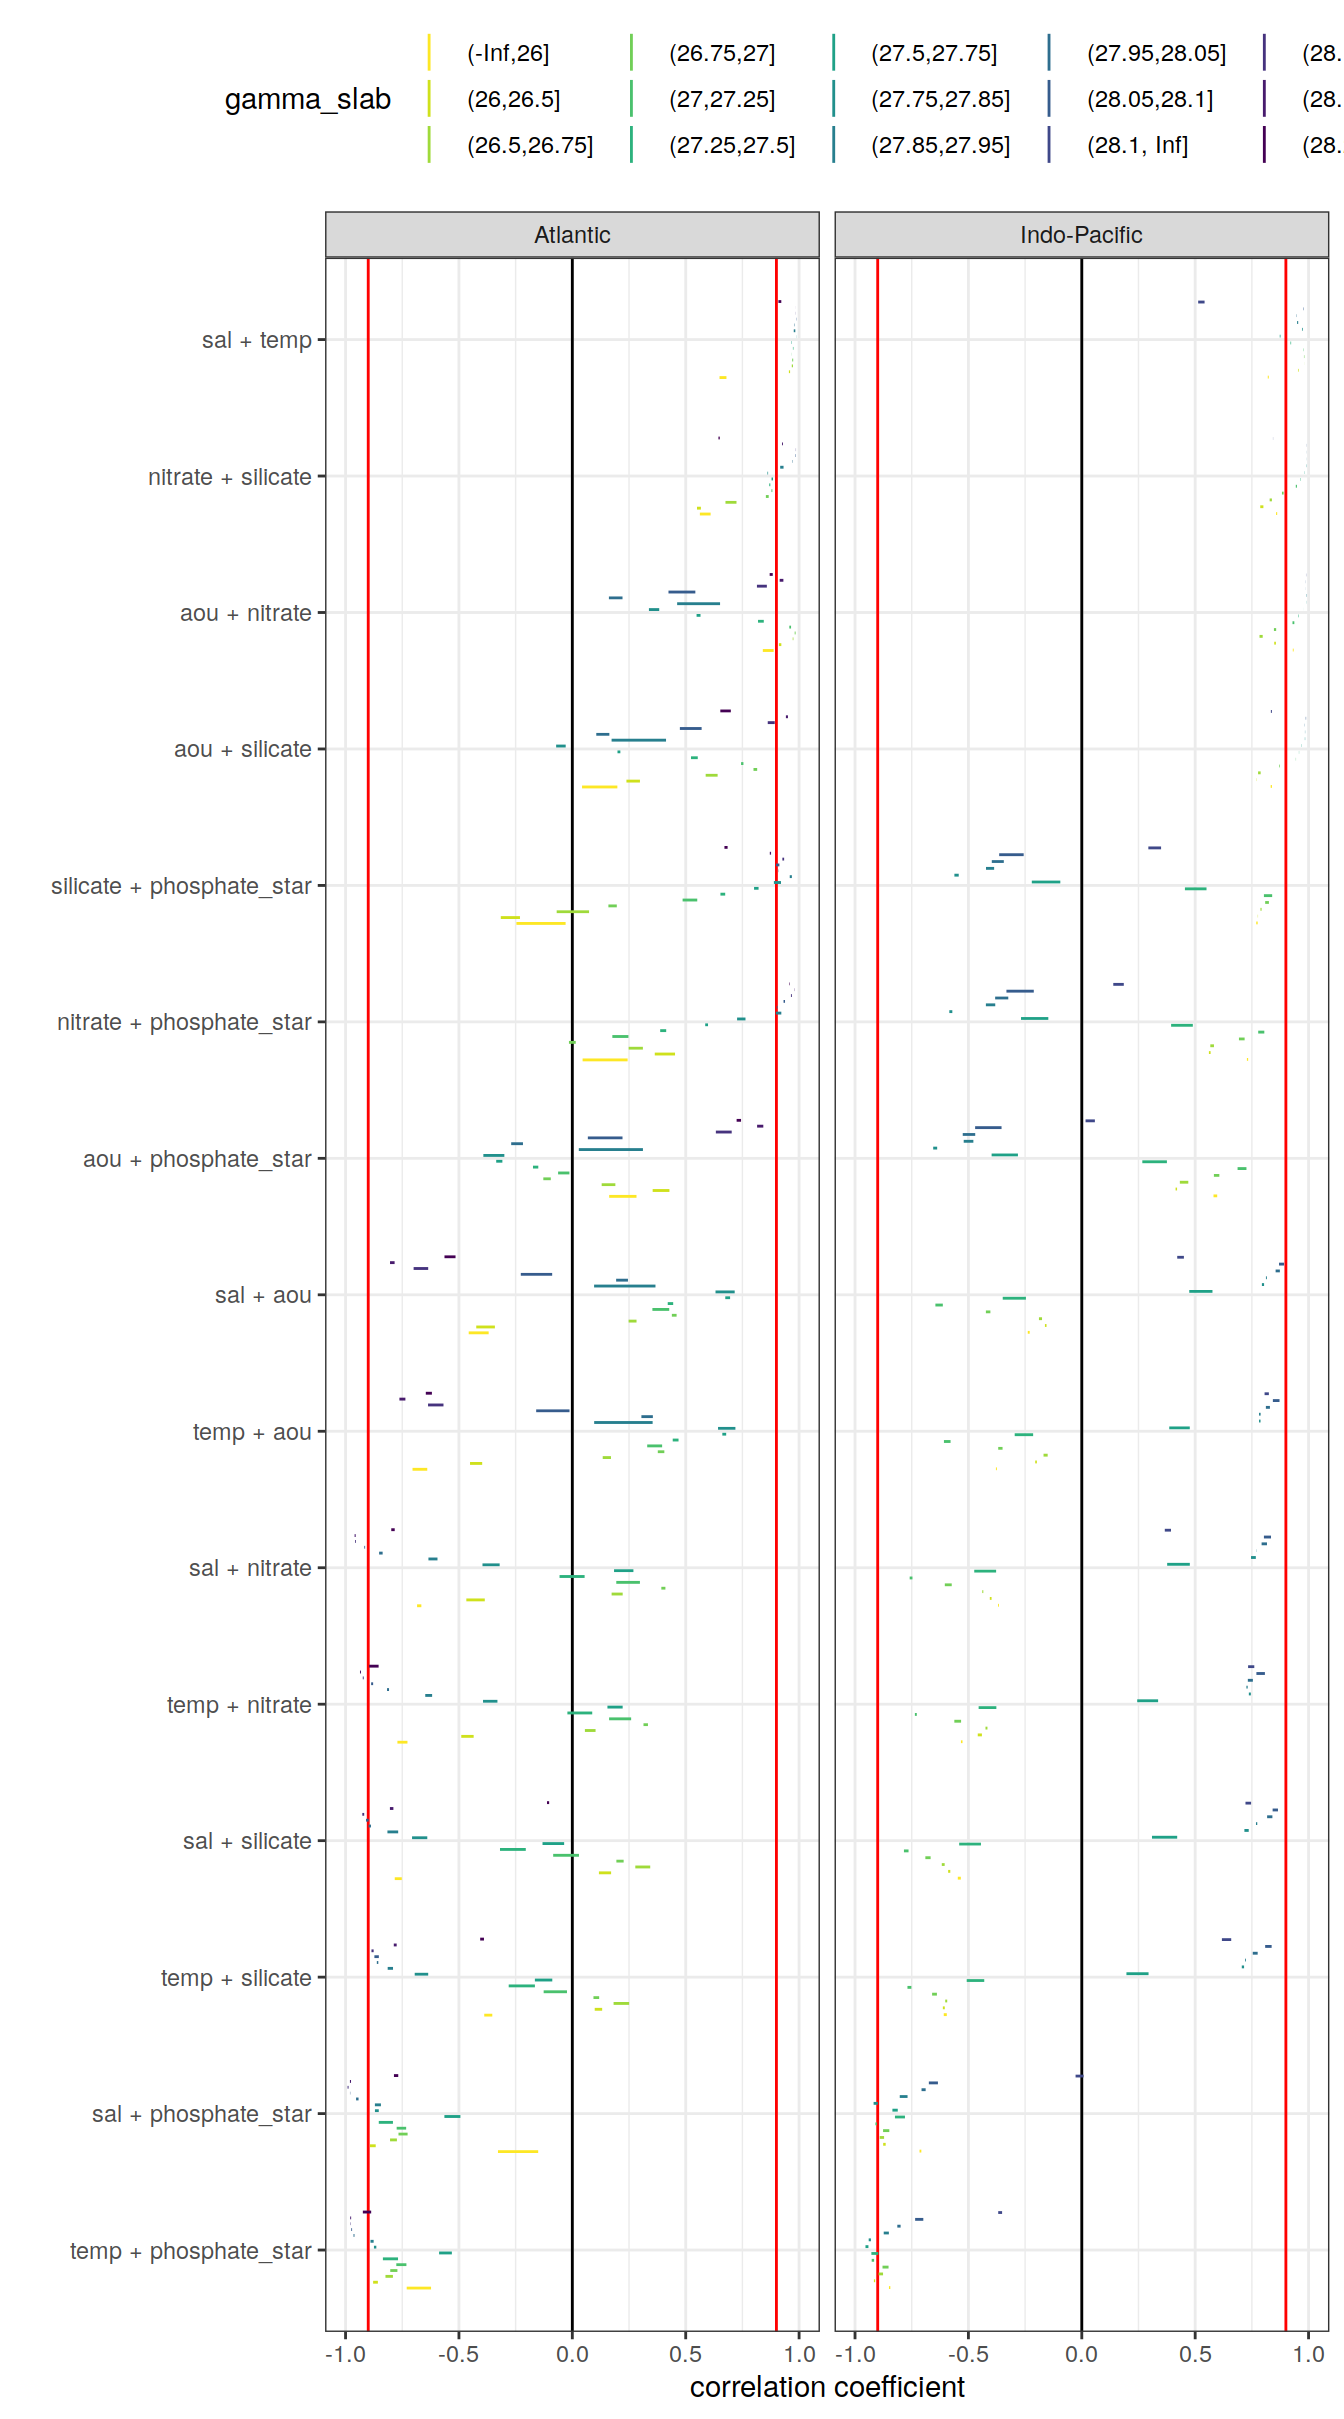 gamma_slab
(-Inf,26] (26.75,27] (27.5,27.75] (27.95,28.05] (28.
(26,26.5] (27,27.25] (27.75,27.85] (28.05,28.1] (28.
(26.5,26.75] (27.25,27.5] (27.85,27.95] (28.1, Inf] (28.
Atlantic Indo-Pacific
sal + temp
nitrate + silicate
aou + nitrate
aou + silicate
silicate + phosphate_star
nitrate + phosphate_star
aou + phosphate_star
sal + aou
temp + aou
sal + nitrate
temp + nitrate
sal + silicate
temp + silicate
sal + phosphate_star
temp + phosphate_star
-1.0 -0.5 0.0 0.5 1.0 -1.0 -0.5 0.0 0.5 1.0
correlation coefficient